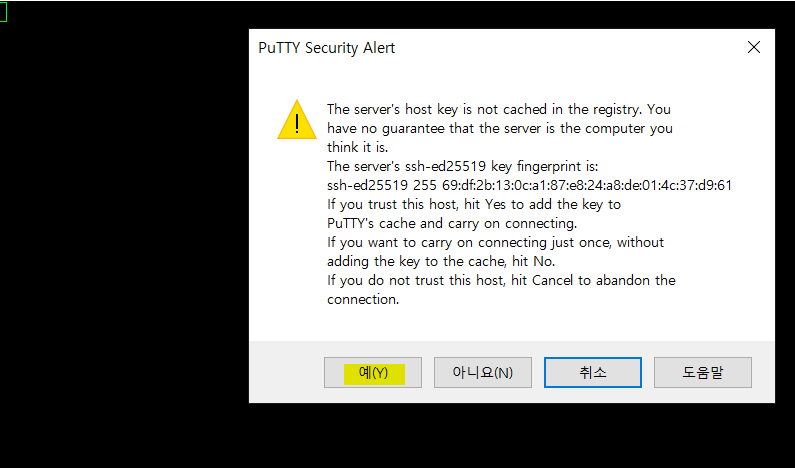 PuTTY Security Alert
The server's host key is not cached in the registry. You
have no guarantee that the server is the computer you
think it is.
The server's ssh-ed25519 key fingerprint is:
ssh-ed25519 255 69:df:2b:13:0c:a1:87:e8:24:a8:de:01:4c:37:d9:61
If you trust this host, hit Yes to add the key to
PuTTY's cache and carry on connecting.
If you want to carry on connecting just once, without
adding the key to the cache, hit No.
If you do not trust this host, hit Cancel to abandon the
connection.
예(Y) 아니요(N) 취소 도움말